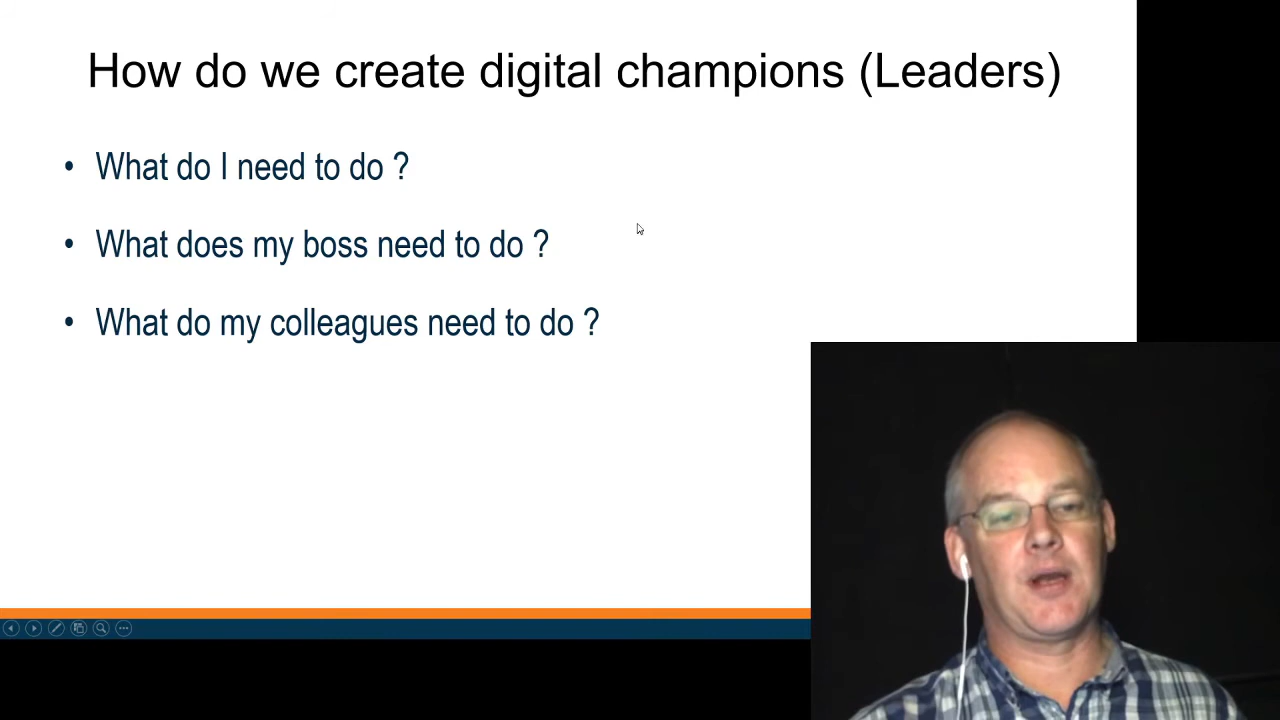 How do we create digital champions (Leaders)
• What do I need to do ?
• What does my boss need to do ?
• What do my colleagues need to do ?